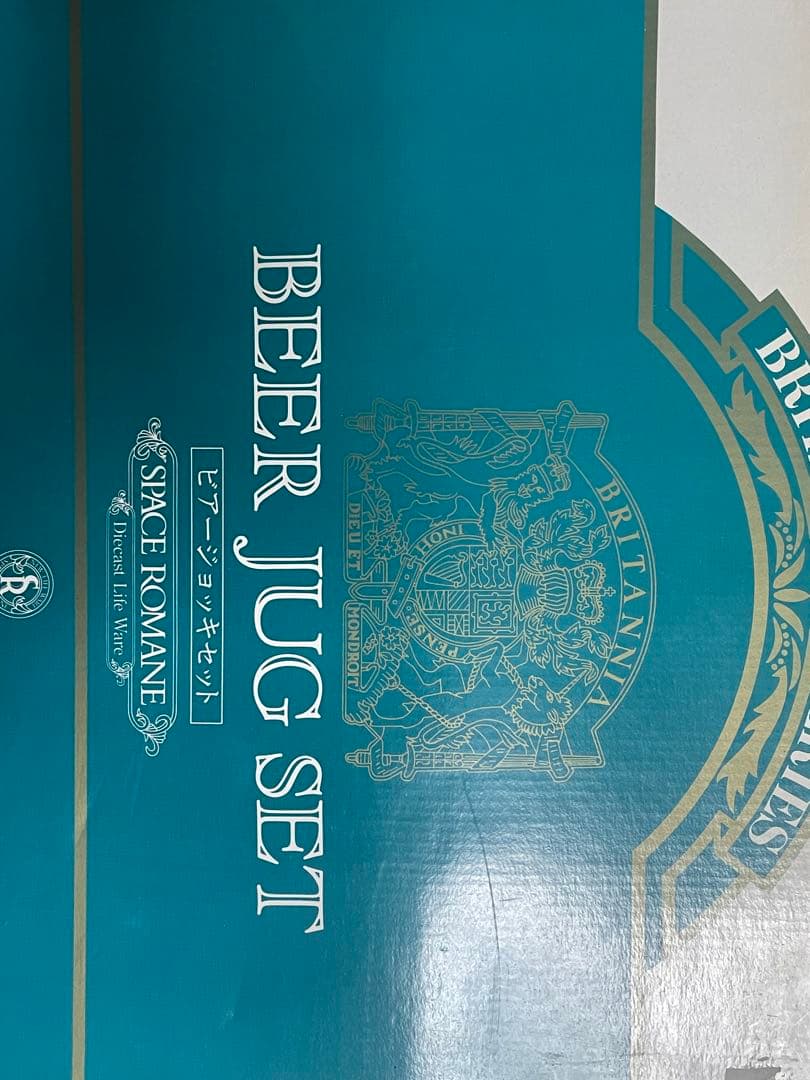 BRITANNIA
HONI
PENSE
DIEU ET MONDROIT
BEER JUG SET
ビアージョッキセット
SPACE ROMANE
Diecast Life Ware
SR